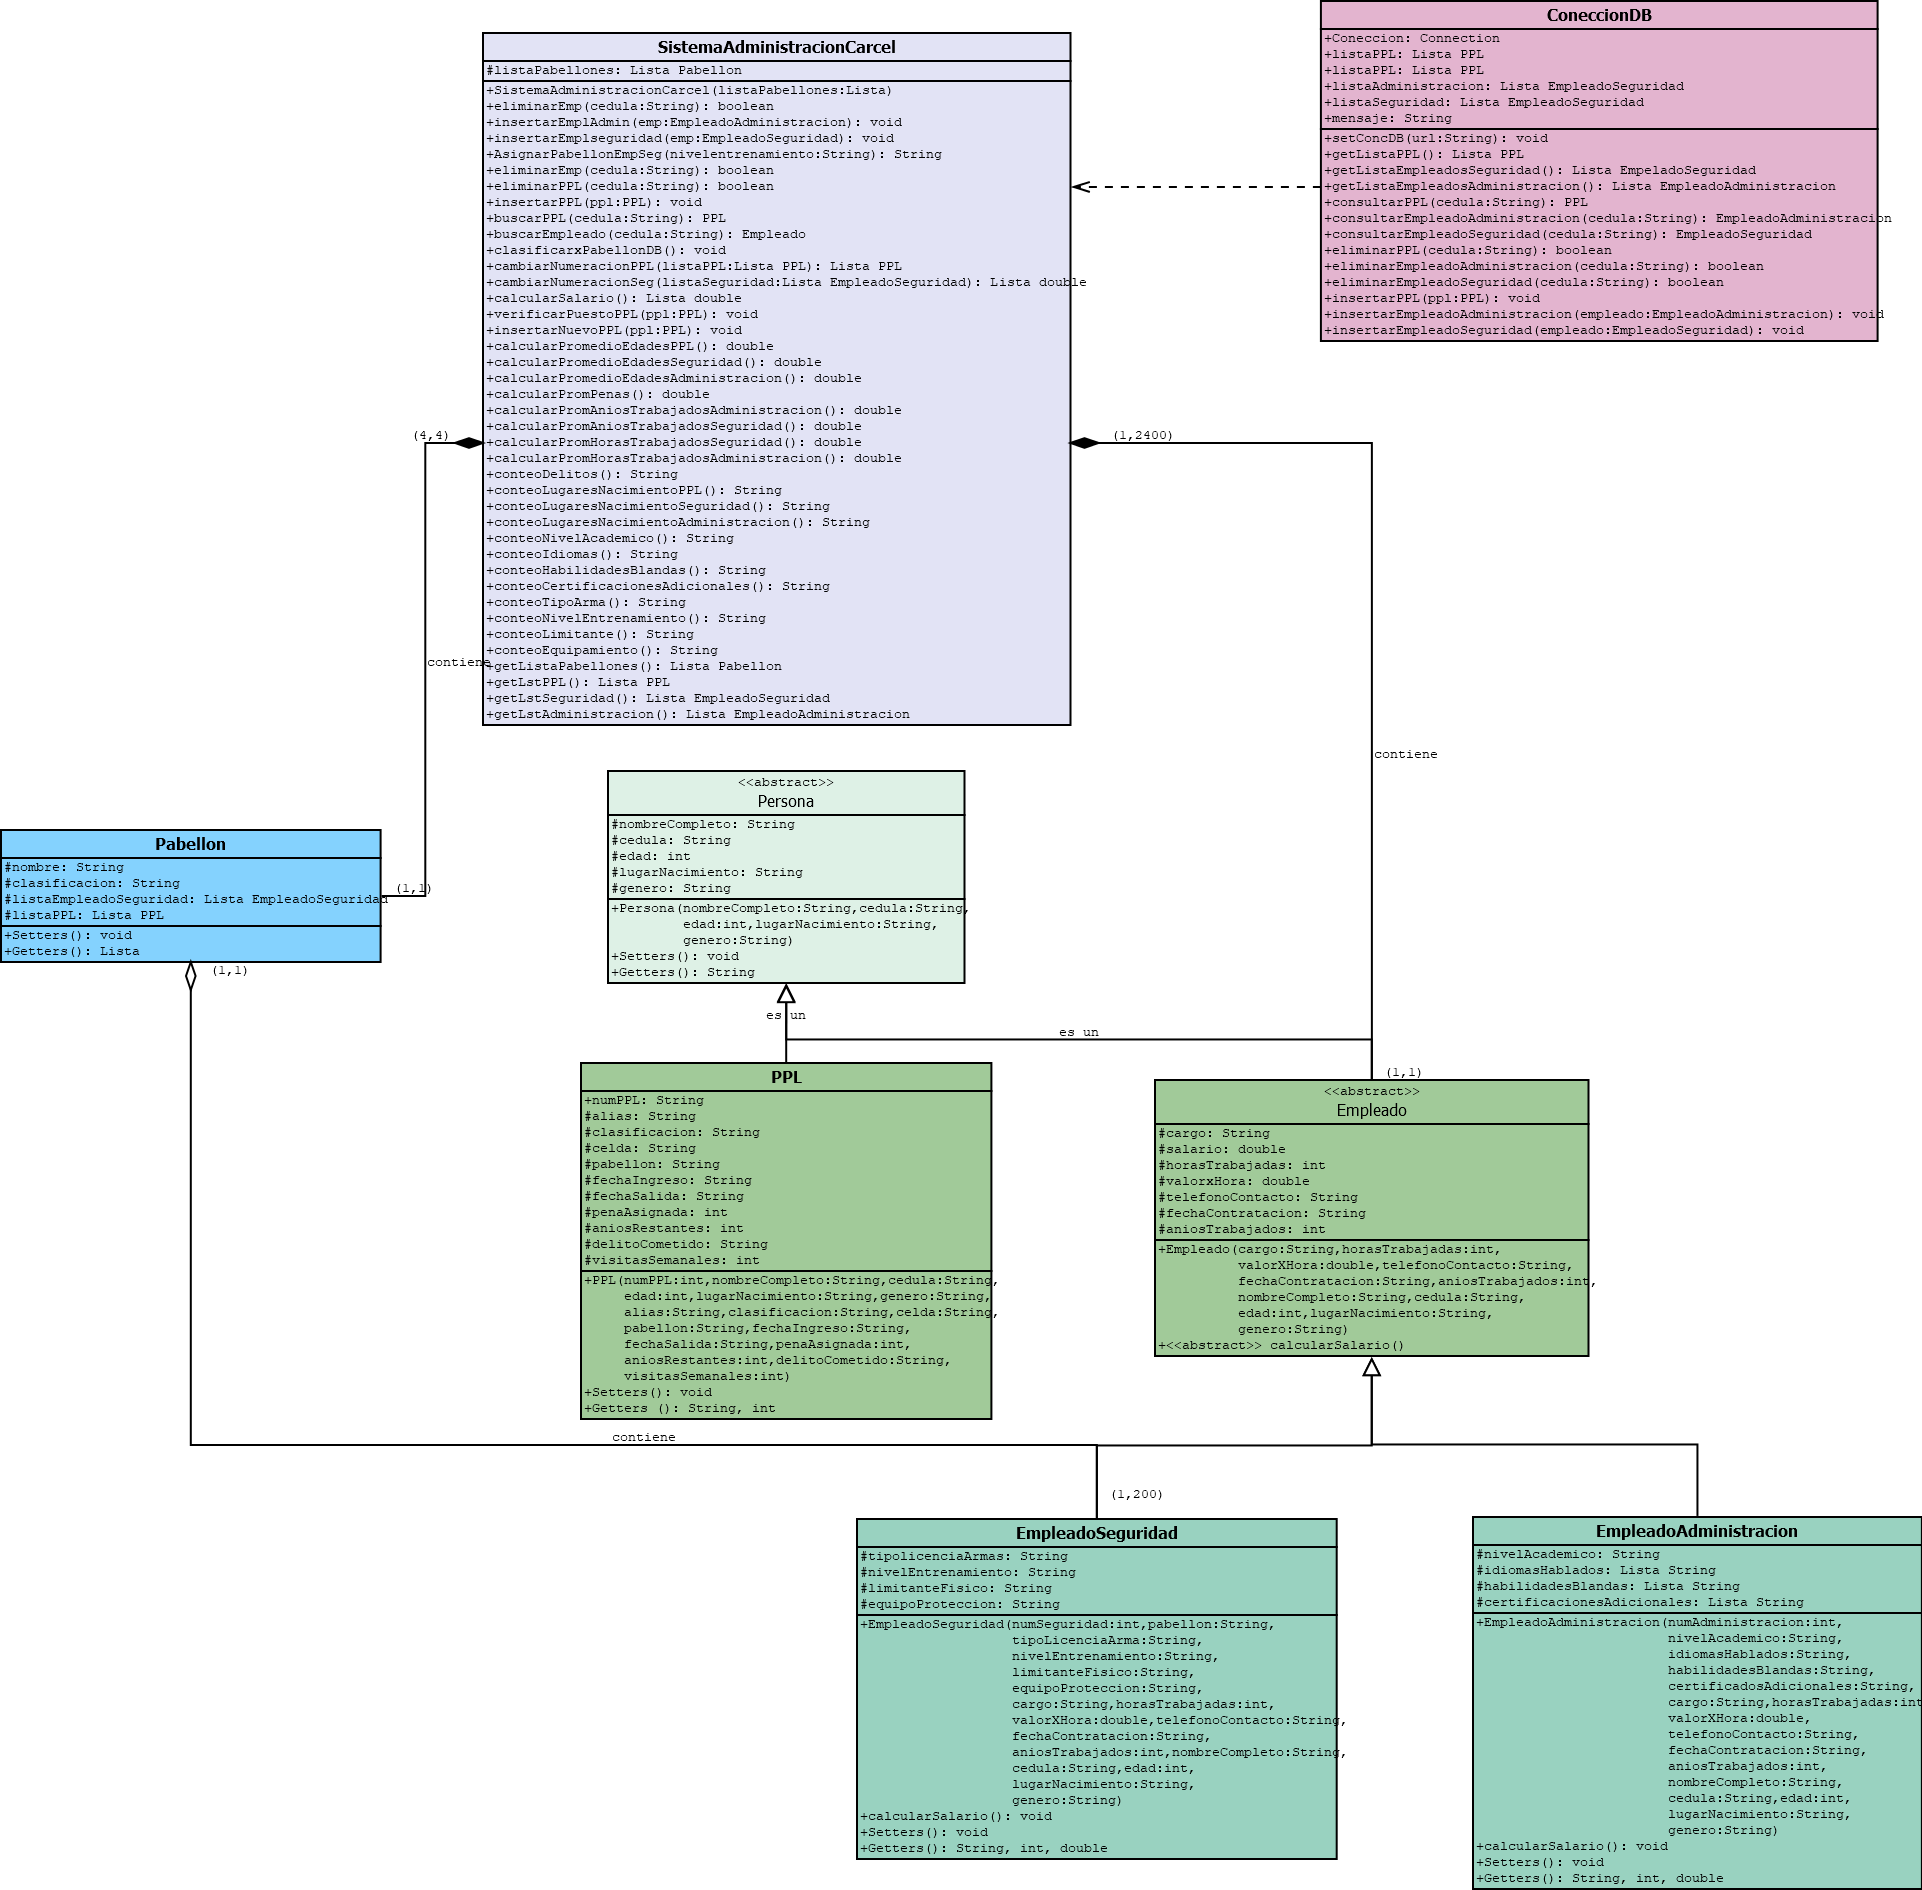 SistemaAdministracionCarcel
#listaPabellones: Lista Pabellon
+SistemaAdministracionCarcel(listaPabellones:Lista)
+eliminarEmp(cedula:String): boolean
+insertarEmplAdmin(emp:EmpleadoAdministracion): void
+insertarEmplseguridad(emp:EmpleadoSeguridad): void
+AsignarPabellonEmpSeg(nivelentrenamiento:String): String
+eliminarEmp(cedula:String): boolean
+eliminarPPL(cedula:String): boolean
+insertarPPL(ppl:PPL): void
+buscarPPL(cedula:String): PPL
+buscarEmpleado(cedula:String): Empleado
+clasificarxPabellonDB(): void
+cambiarNumeracionPPL(listaPPL:Lista PPL): Lista PPL
+cambiarNumeracionSeg(listaSeguridad:Lista EmpleadoSeguridad): Lista double
+calcularSalario(): Lista double
+verificarPuestoPPL(ppl:PPL): void
+insertarNuevoPPL(ppl:PPL): void
+calcularPromedioEdadesPPL(): double
+calcularPromedioEdadesSeguridad(): double
+calcularPromedioEdadesAdministracion(): double
+calcularPromPenas(): double
+calcularPromAniosTrabajadosAdministracion(): double
+calcularPromAniosTrabajadosSeguridad(): double
+calcularPromHorasTrabajadosSeguridad(): double
+calcularPromHorasTrabajadosAdministracion(): double
+conteoDelitos(): String
+conteoLugaresNacimientoPPL(): String
+conteoLugaresNacimientoSeguridad(): String
+conteoLugaresNacimientoAdministracion(): String
+conteoNivelAcademico(): String
+conteoIdiomas(): String
+conteoHabilidadesBlandas(): String
+conteoCertificacionesAdicionales(): String
+conteoTipoArma(): String
+conteoNivelEntrenamiento(): String
+conteoLimitante(): String
+conteoEquipamiento(): String
+getListaPabellones(): Lista Pabellon
+getLstPPL(): Lista PPL
+getLstSeguridad(): Lista EmpleadoSeguridad
+getLstAdministracion(): Lista EmpleadoAdministracion
ConeccionDB
+Coneccion: Connection
+listaPPL: Lista PPL
+listaPPL: Lista PPL
+listaAdministracion: Lista EmpleadoSeguridad
+listaSeguridad: Lista EmpleadoSeguridad
+mensaje: String
+setConcDB(url:String): void
+getListaPPL(): Lista PPL
+getListaEmpleadosSeguridad(): Lista EmpeladoSeguridad
+getListaEmpleadosAdministracion(): Lista EmpleadoAdministracion
+consultarPPL(cedula:String): PPL
+consultarEmpleadoAdministracion(cedula:String): EmpleadoAdministracion
+consultarEmpleadoSeguridad(cedula:String): EmpleadoSeguridad
+eliminarPPL(cedula:String): boolean
+eliminarEmpleadoAdministracion(cedula:String): boolean
+eliminarEmpleadoSeguridad(cedula:String): boolean
+insertarPPL(ppl:PPL): void
+insertarEmpleadoAdministracion(empleado:EmpleadoAdministracion): void
+insertarEmpleadoSeguridad(empleado:EmpleadoSeguridad): void
(4,4)
(1,2400)
contiene
contiene
<<abstract>>
Persona
#nombreCompleto: String
#cedula: String
#edad: int
#lugarNacimiento: String
#genero: String
+Persona(nombreCompleto:String,cedula:String,
edad:int,lugarNacimiento:String,
genero:String)
+Setters(): void
+Getters(): String
Pabellon
#nombre: String
#clasificacion: String
#listaEmpleadoSeguridad: Lista EmpleadoSeguridad
#listaPPL: Lista PPL
+Setters(): void
+Getters(): Lista
(1,1)
(1,1)
es un
es un
(1,1)
PPL
+numPPL: String
#alias: String
#clasificacion: String
#celda: String
#pabellon: String
#fechaIngreso: String
#fechaSalida: String
#penaAsignada: int
#aniosRestantes: int
#delitoCometido: String
#visitasSemanales: int
+PPL(numPPL:int,nombreCompleto:String,cedula:String,
edad:int,lugarNacimiento:String,genero:String,
alias:String,clasificacion:String,celda:String,
pabellon:String,fechaIngreso:String,
fechaSalida:String,penaAsignada:int,
aniosRestantes:int,delitoCometido:String,
visitasSemanales:int)
+Setters(): void
+Getters (): String, int
<<abstract>>
Empleado
#cargo: String
#salario: double
#horasTrabajadas: int
#valorxHora: double
#telefonoContacto: String
#fechaContratacion: String
#aniosTrabajados: int
+Empleado(cargo:String,horasTrabajadas:int,
valorXHora:double,telefonoContacto:String,
fechaContratacion:String,aniosTrabajados:int,
nombreCompleto:String,cedula:String,
edad:int,lugarNacimiento:String,
genero:String)
+<<abstract>> calcularSalario()
contiene
(1,200)
EmpleadoSeguridad
#tipolicenciaArmas: String
#nivelEntrenamiento: String
#limitanteFisico: String
#equipoProteccion: String
+EmpleadoSeguridad(numSeguridad:int,pabellon:String,
tipoLicenciaArma:String,
nivelEntrenamiento:String,
limitanteFisico:String,
equipoProteccion:String,
cargo:String,horasTrabajadas:int,
valorXHora:double,telefonoContacto:String,
fechaContratacion:String,
aniosTrabajados:int,nombreCompleto:String,
cedula:String,edad:int,
lugarNacimiento:String,
genero:String)
+calcularSalario(): void
+Setters(): void
+Getters(): String, int, double
EmpleadoAdministracion
#nivelAcademico: String
#idiomasHablados: Lista String
#habilidadesBlandas: Lista String
#certificacionesAdicionales: Lista String
+EmpleadoAdministracion(numAdministracion:int,
nivelAcademico:String,
idiomasHablados:String,
habilidadesBlandas:String,
certificadosAdicionales:String,
cargo:String,horasTrabajadas:int
valorXHora:double,
telefonoContacto:String,
fechaContratacion:String,
aniosTrabajados:int,
nombreCompleto:String,
cedula:String,edad:int,
lugarNacimiento:String,
genero:String)
+calcularSalario(): void
+Setters(): void
+Getters(): String, int, double